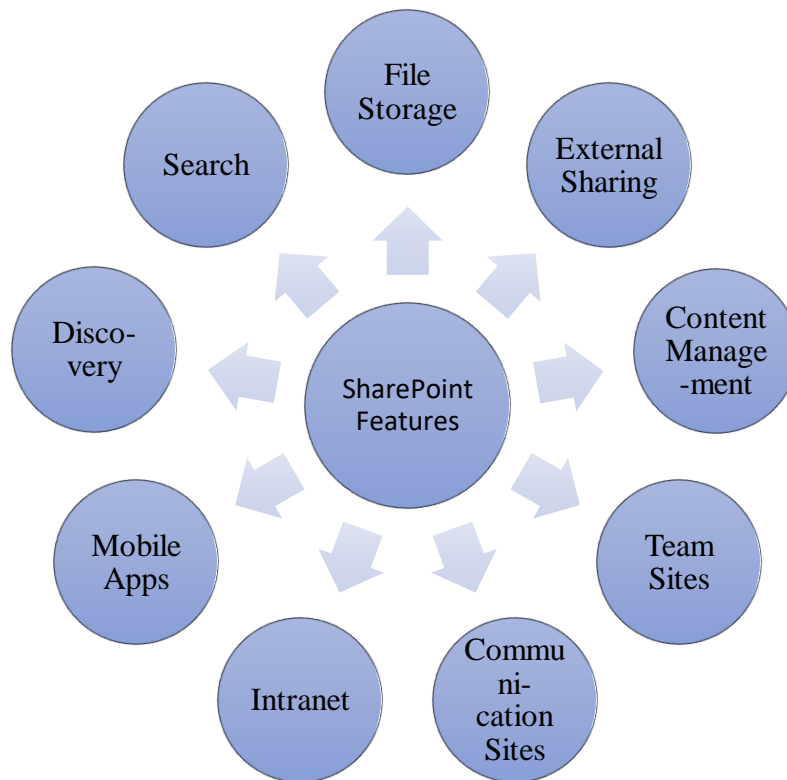 File
Storage
External
Sharing
Content
Manage
-ment
Team
Sites
Commu
ni-
cation
Sites
Intranet
Mobile
Apps
Disco-
very
Search
SharePoint
Features